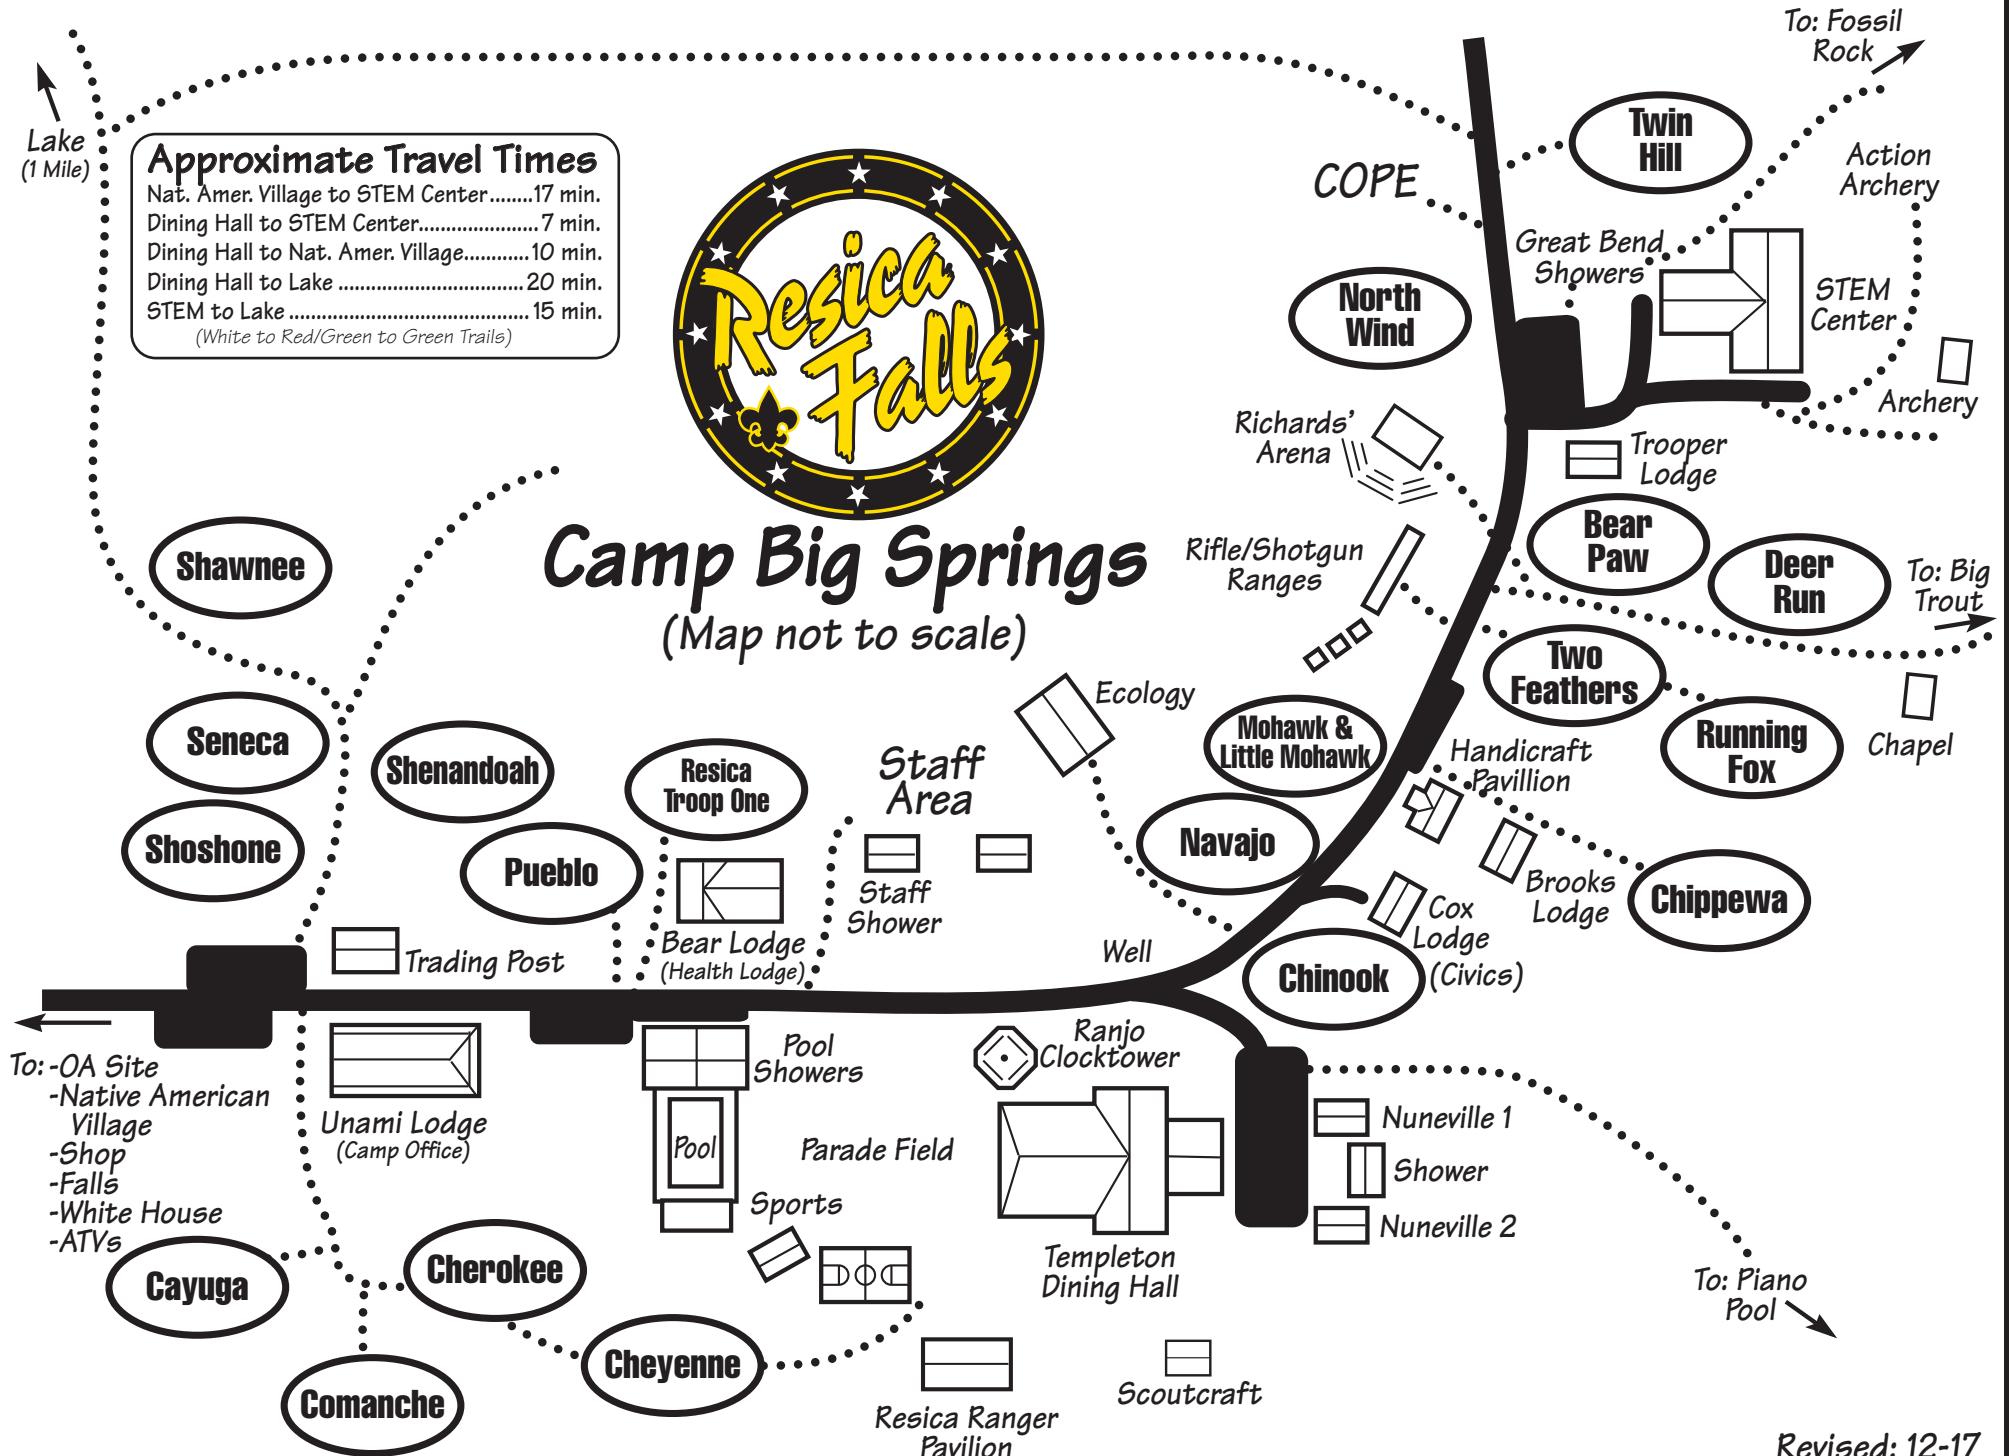 To: Fossil
Rock
Lake
(1 Mile)
Approximate Travel Times
Nat. Amer. Village to STEM Center........17 min.
Dining Hall to STEM Center......................7 min.
Dining Hall to Nat. Amer. Village............10 min.
Dining Hall to Lake ..................................20 min.
STEM to Lake ............................................ 15 min.
(White to Red/Green to Green Trails)
Resica
Falls
Camp Big Springs
(Map not to scale)
COPE
Twin
Hill
Action
Archery
Great Bend
Showers
STEM
Center
North
Wind
Archery
Richards'
Arena
Trooper
Lodge
Bear
Paw
Deer
Run
To: Big
Trout
Rifle/Shotgun
Ranges
Two
Feathers
Running
Fox
Chapel
Shawnee
Seneca
Shoshone
Shenandoah
Pueblo
Resica
Troop One
Staff
Area
Staff
Shower
Ecology
Mohawk &
Little Mohawk
Navajo
Handicraft
Pavillion
Brooks
Lodge
Chippewa
Cox
Lodge
(Civics)
Chinook
Well
Trading Post
Bear Lodge
(Health Lodge)
To: -OA Site
-Native American
Village
-Shop
-Falls
-White House
-ATVs
Unami Lodge
(Camp Office)
Pool
Showers
Pool
Parade Field
Sports
Ranjo
Clocktower
Templeton
Dining Hall
Nuneville 1
Shower
Nuneville 2
To: Piano
Pool
Cayuga
Cherokee
Comanche
Cheyenne
Resica Ranger
Pavilion
Scoutcraft
Revised: 12-17